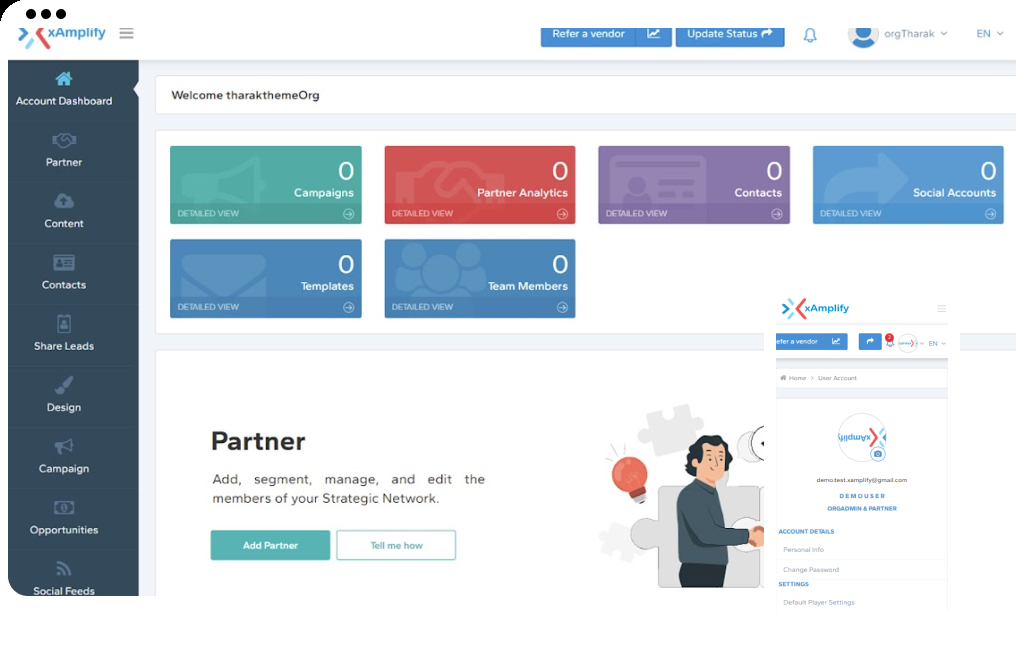 xAmplify
Refer a vendor
Update Status
orgTharak
EN
Account Dashboard
Partner
Content
Contacts
Share Leads
Design
Campaign
Opportunities
Social Feeds
Welcome tharakthemeOrg
0
Campaigns
DETAILED VIEW
0
Partner Analytics
DETAILED VIEW
0
Contacts
DETAILED VIEW
0
Social Accounts
DETAILED VIEW
0
Templates
DETAILED VIEW
0
Team Members
DETAILED VIEW
Partner
Add, segment, manage, and edit the
members of your Strategic Network.
Add Partner
Tell me how
xAmplify
efer a vendor
2
EN
Home > User Account
xAmplify
demo.test.xamplify@gmail.com
DEMOUSER
ORGADMIN & PARTNER
ACCOUNT DETAILS
Personal Info
Change Password
SETTINGS
Default Player Settings